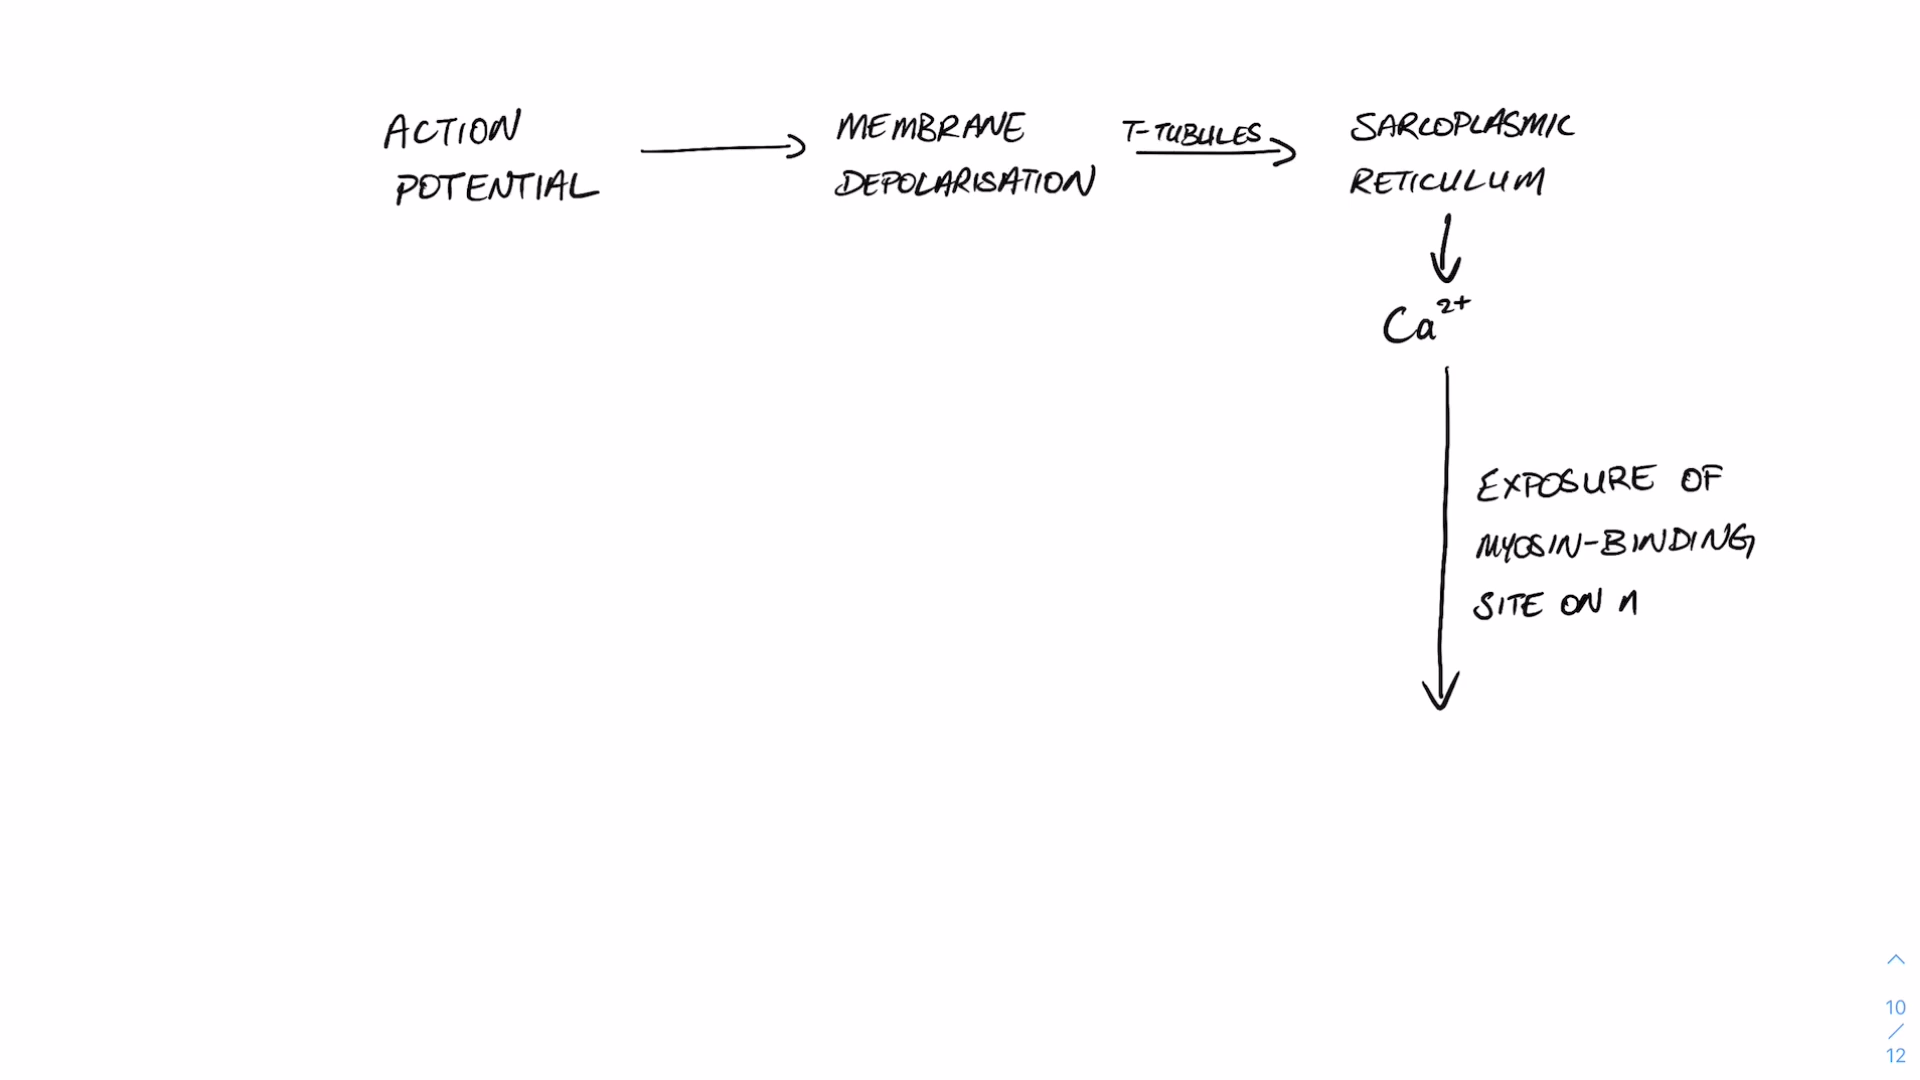 ACTION
POTENTIAL
MEMBRANE
DEPOLARISATION
T-TUBULES
SARCOPLASMIC
RETICULUM
Ca²⁺
EXPOSURE OF
MYOSIN-BINDING
SITE ON
10
/
12